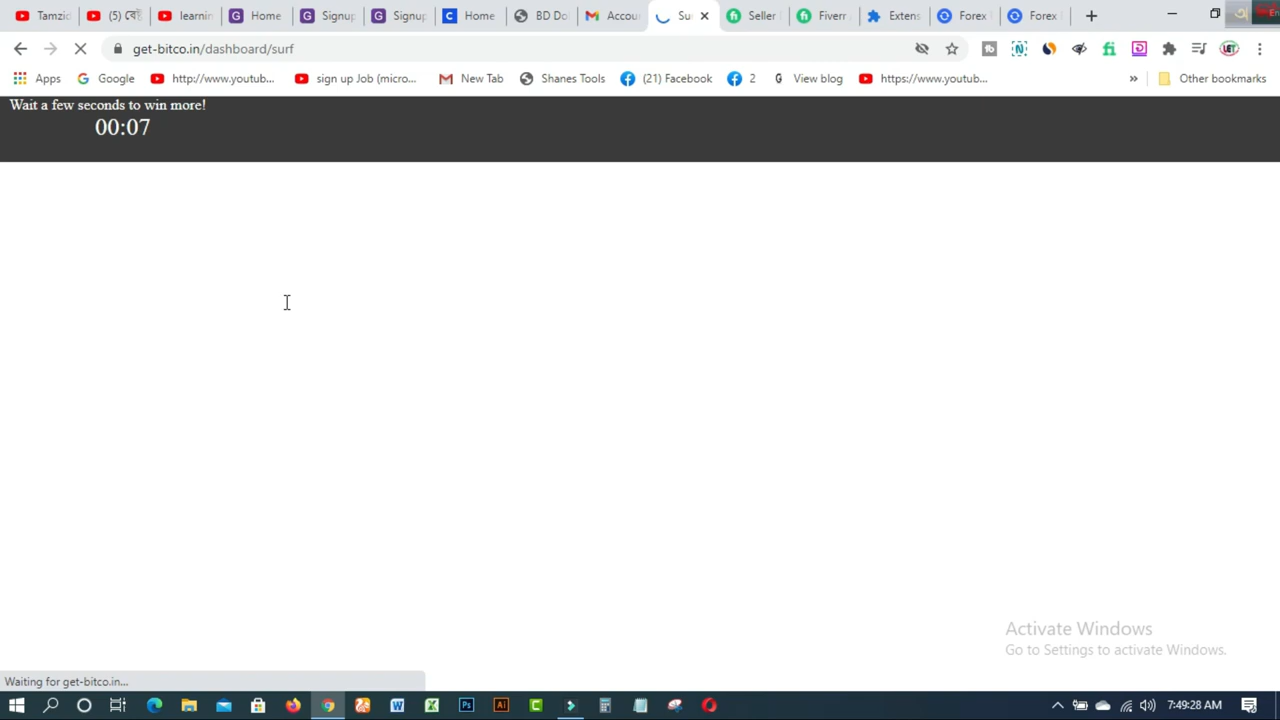 Tamzid
(5) বেস্ট
learnin
Home
Signup
Signup
Home
BD Do
Accou
Su
Seller
Fiverr
Extens
Forex
Forex
get-bitco.in/dashboard/surf
Apps
Google
http://www.youtub...
sign up Job (micro...
New Tab
Shanes Tools
(21) Facebook
2
View blog
https://www.youtub...
»
Other bookmarks
Wait a few seconds to win more!
00:07
Activate Windows
Go to Settings to activate Windows.
Waiting for get-bitco.in...
7:49:28 AM